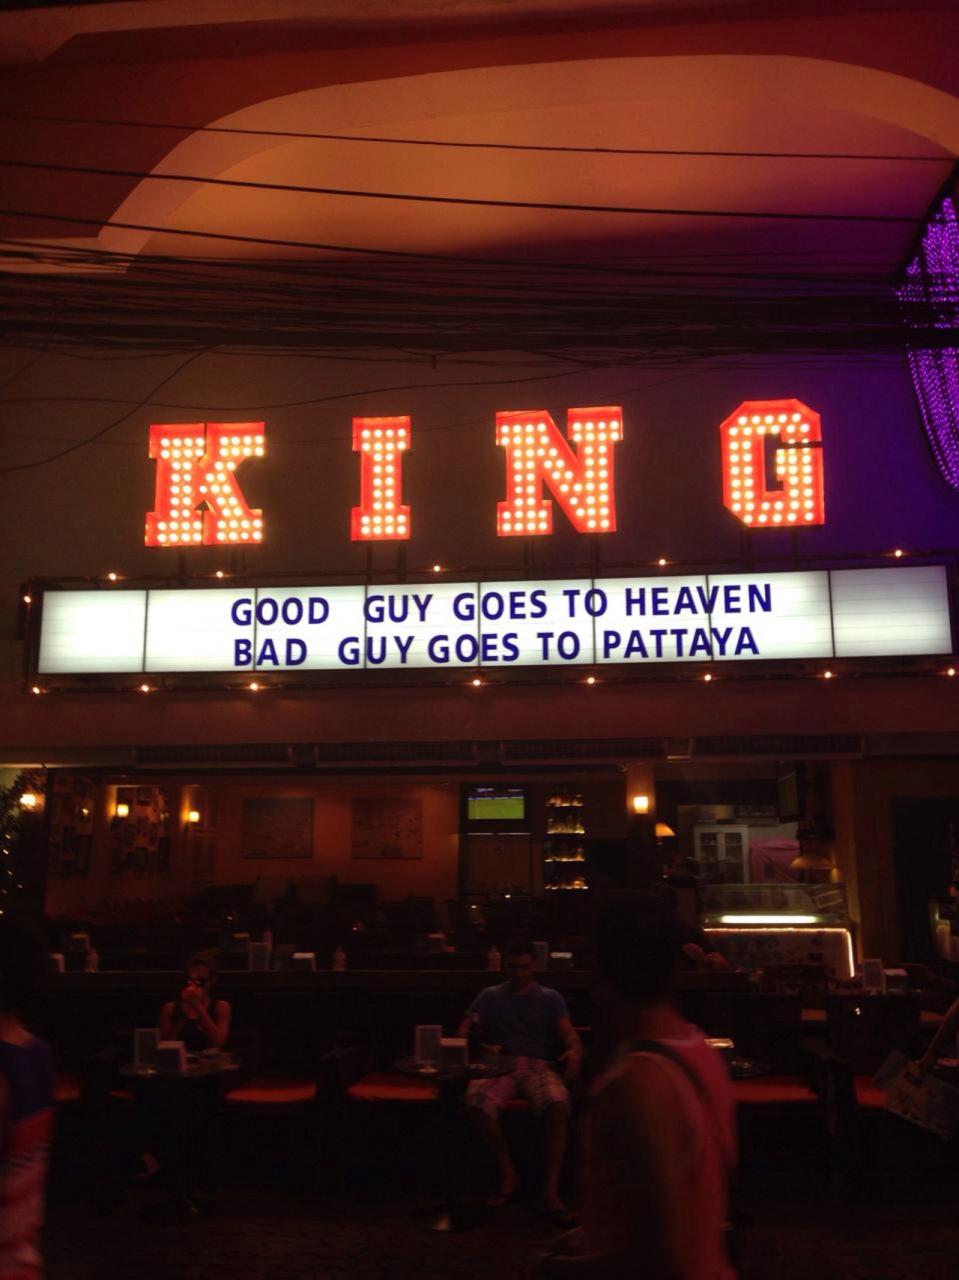 KING
GOOD GUY GOES TO HEAVEN
BAD GUY GOES TO PATTAYA